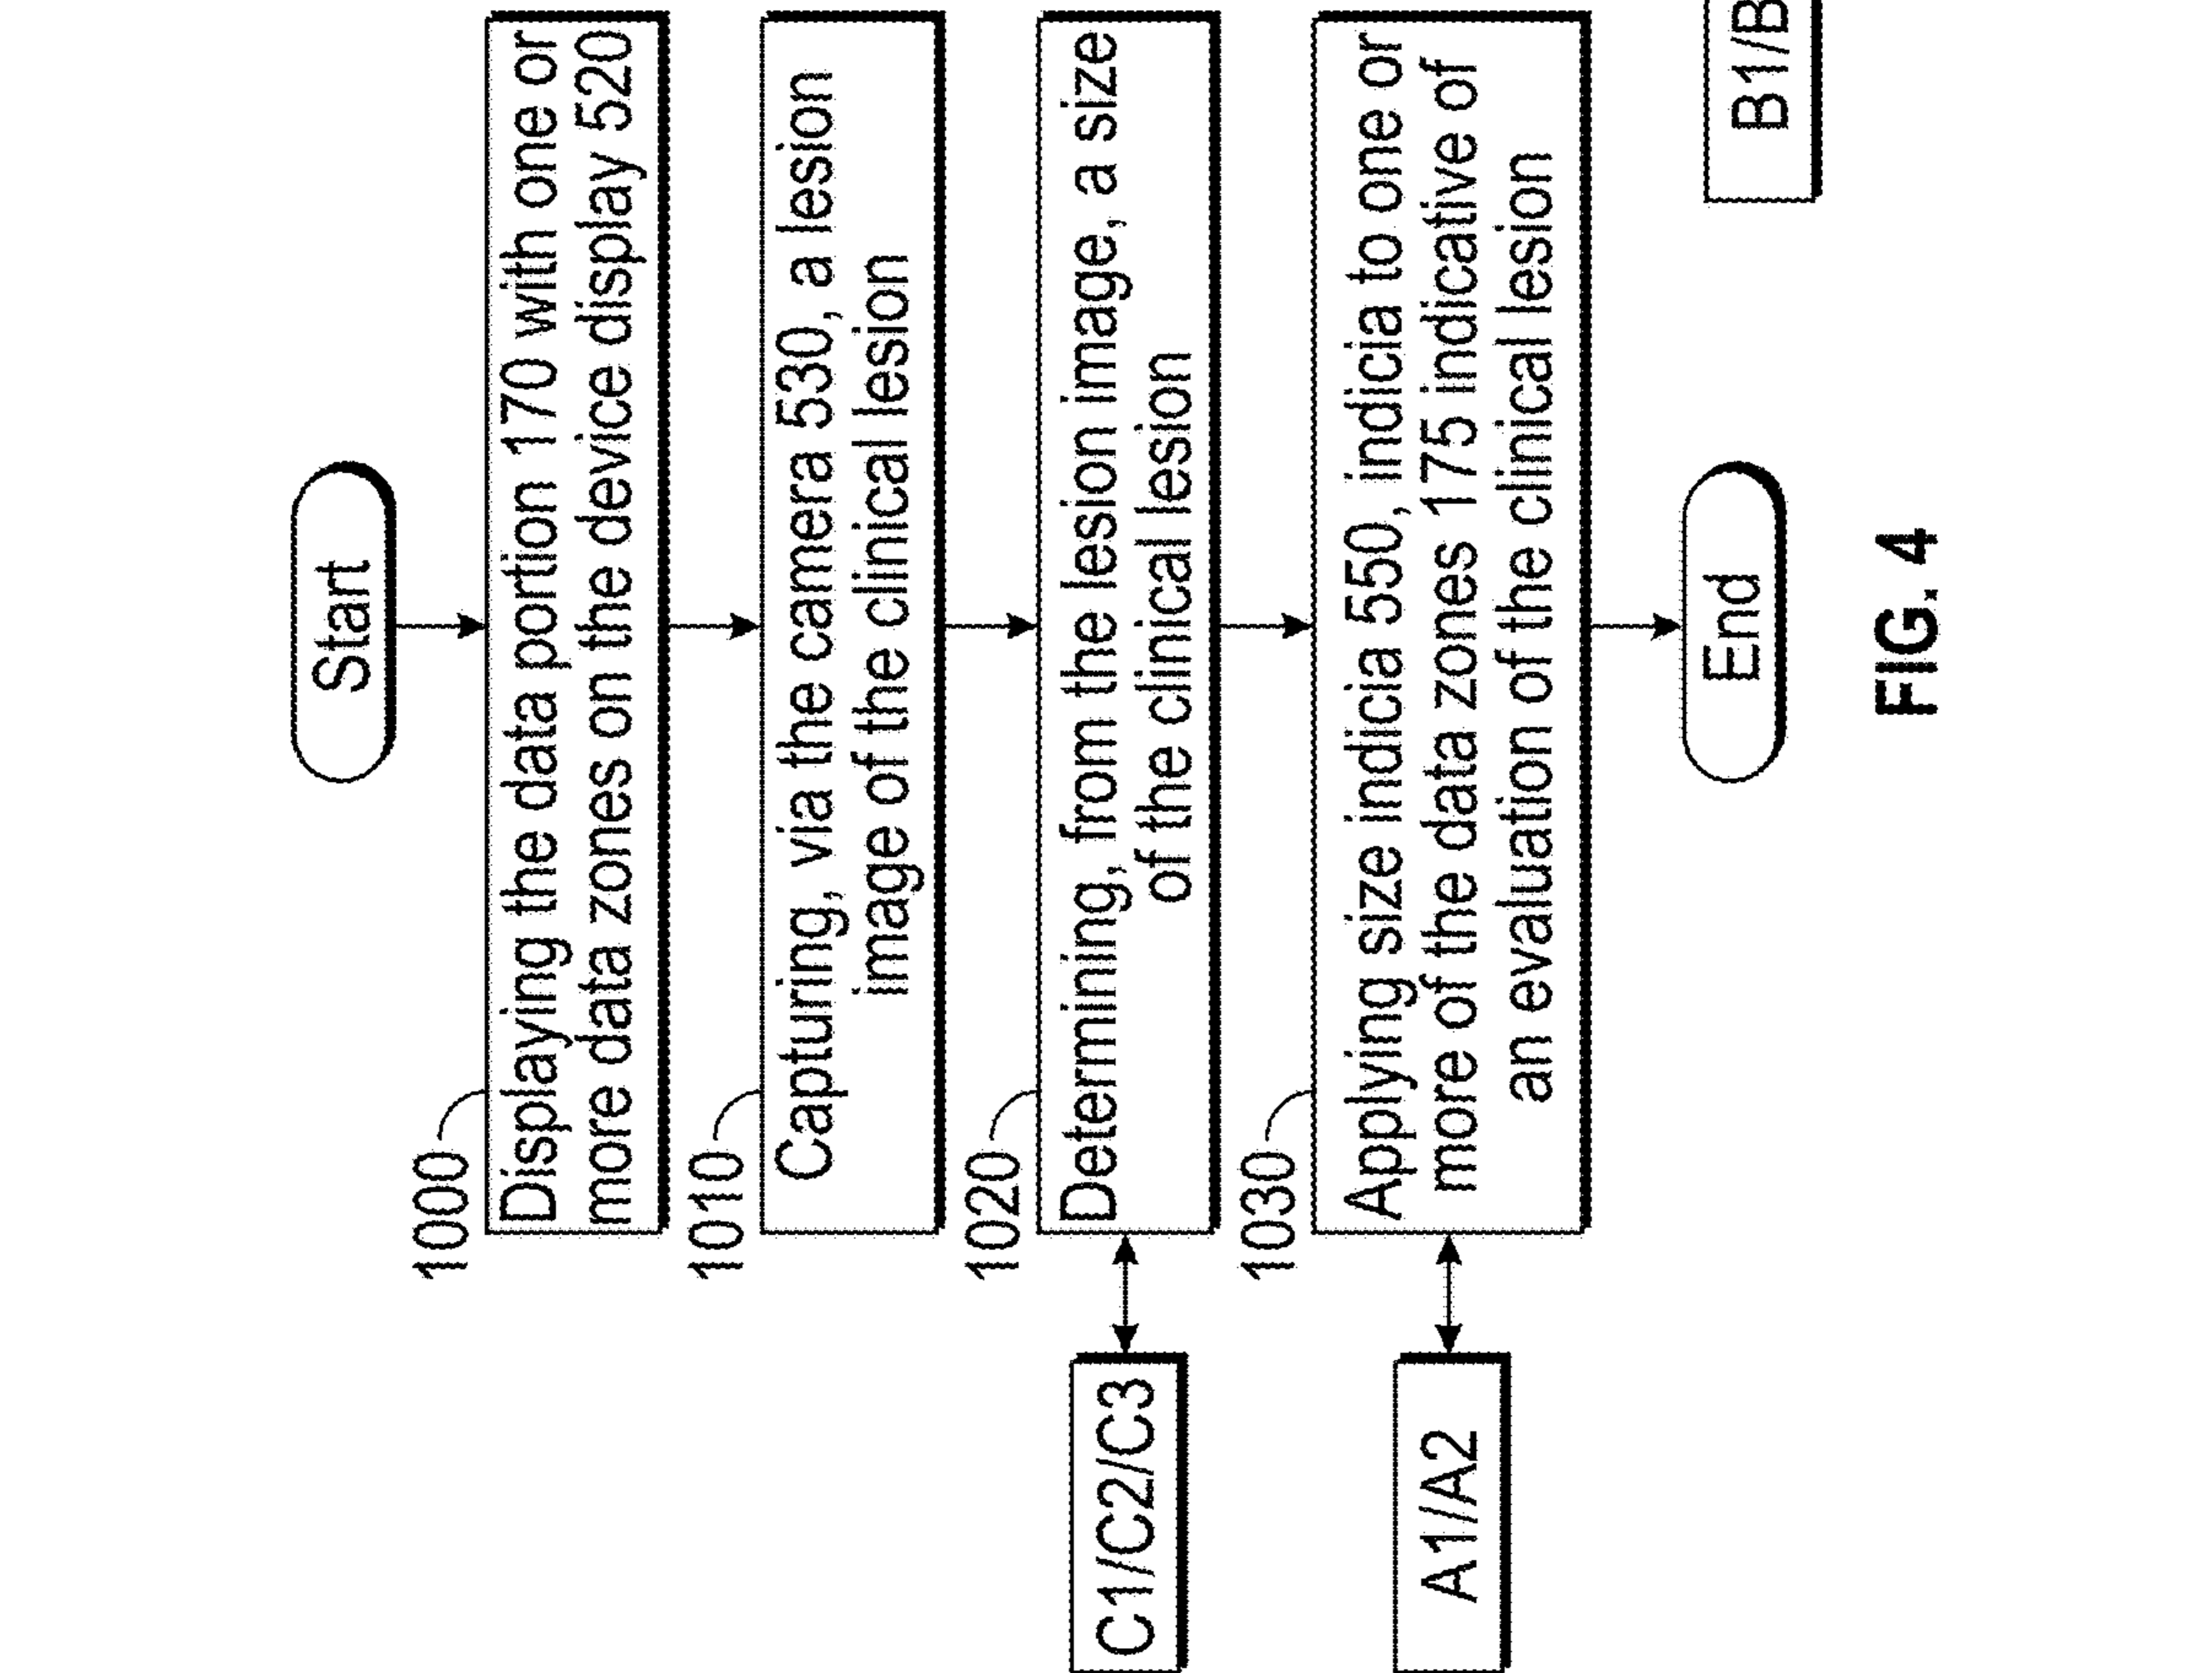 Start
1000
Displaying the data portion 170 with one or
more data zones on the device display 520
1010
Capturing, via the camera 530, a lesion
image of the clinical lesion
1020
Determining, from the lesion image, a size
of the clinical lesion
C1/C2/C3
1030
Applying size indicia 550, indicia to one or
more of the data zones 175 indicative of
an evaluation of the clinical lesion
A1/A2
End
B1/B
FIG. 4